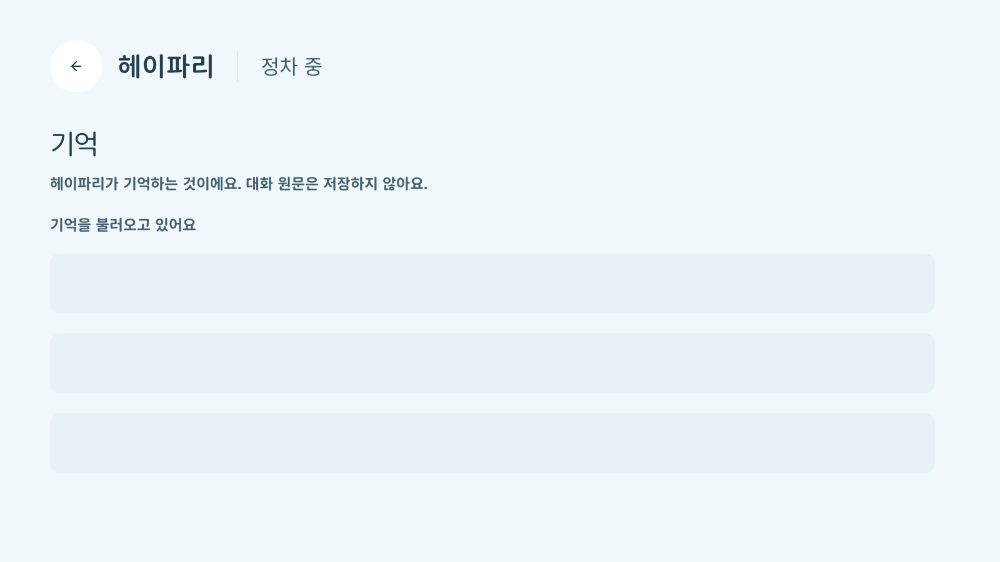 헤이파리
정차 중
기억
헤이파리가 기억하는 것이에요. 대화 원문은 저장하지 않아요.
기억을 불러오고 있어요